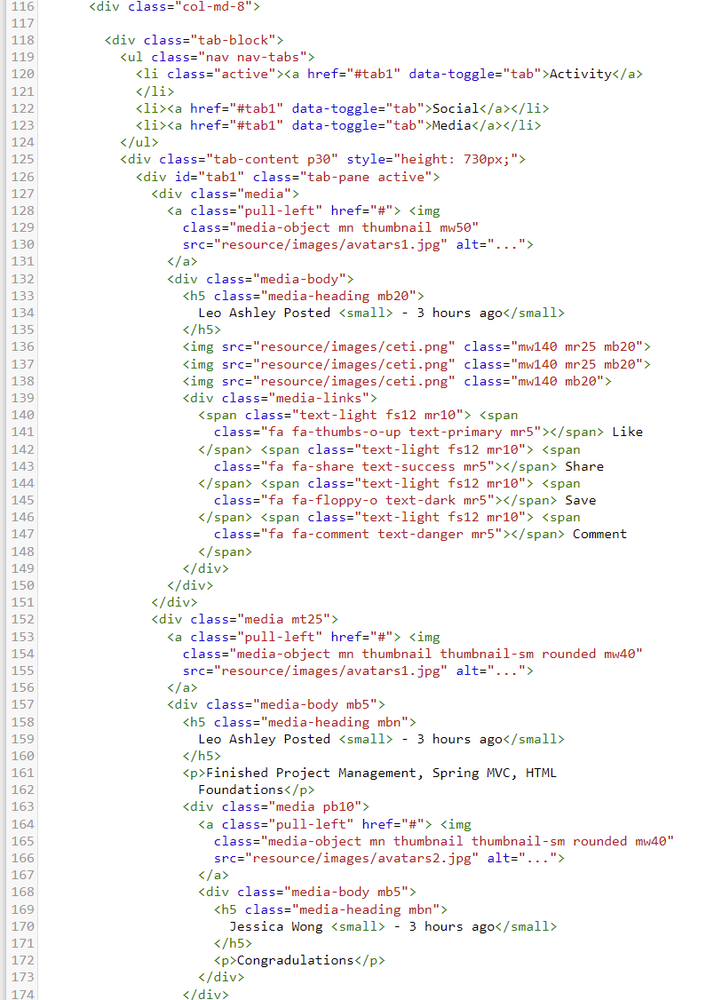 116 <div class="col-md-8">
117
118 <div class="tab-block">
119 <ul class="nav nav-tabs">
120 <li class="active"><a href="#tab1" data-toggle="tab">Activity</a>
121 </li>
122 <li><a href="#tab1" data-toggle="tab">Social</a></li>
123 <li><a href="#tab1" data-toggle="tab">Media</a></li>
124 </ul>
125 <div class="tab-content p30" style="height: 730px;">
126 <div id="tab1" class="tab-pane active">
127 <div class="media">
128 <a class="pull-left" href="#"> <img
129 class="media-object mn thumbnail mw50"
130 src="resource/images/avatars1.jpg" alt="...">
131 </a>
132 <div class="media-body">
133 <h5 class="media-heading mb20">
134 Leo Ashley Posted <small> - 3 hours ago</small>
135 </h5>
136 <img src="resource/images/ceti.png" class="mw140 mr25 mb20">
137 <img src="resource/images/ceti.png" class="mw140 mr25 mb20">
138 <img src="resource/images/ceti.png" class="mw140 mb20">
139 <div class="media-links">
140 <span class="text-light fs12 mr10"> <span
141 class="fa fa-thumbs-o-up text-primary mr5"></span> Like
142 </span> <span class="text-light fs12 mr10"> <span
143 class="fa fa-share text-success mr5"></span> Share
144 </span> <span class="text-light fs12 mr10"> <span
145 class="fa fa-floppy-o text-dark mr5"></span> Save
146 </span> <span class="text-light fs12 mr10"> <span
147 class="fa fa-comment text-danger mr5"></span> Comment
148 </span>
149 </div>
150 </div>
151 </div>
152 <div class="media mt25">
153 <a class="pull-left" href="#"> <img
154 class="media-object mn thumbnail thumbnail-sm rounded mw40"
155 src="resource/images/avatars1.jpg" alt="...">
156 </a>
157 <div class="media-body mb5">
158 <h5 class="media-heading mbn">
159 Leo Ashley Posted <small> - 3 hours ago</small>
160 </h5>
161 <p>Finished Project Management, Spring MVC, HTML
162 Foundations</p>
163 <div class="media pb10">
164 <a class="pull-left" href="#"> <img
165 class="media-object mn thumbnail thumbnail-sm rounded mw40"
166 src="resource/images/avatars2.jpg" alt="...">
167 </a>
168 <div class="media-body mb5">
169 <h5 class="media-heading mbn">
170 Jessica Wong <small> - 3 hours ago</small>
171 </h5>
172 <p>Congradulations</p>
173 </div>
174 </div>